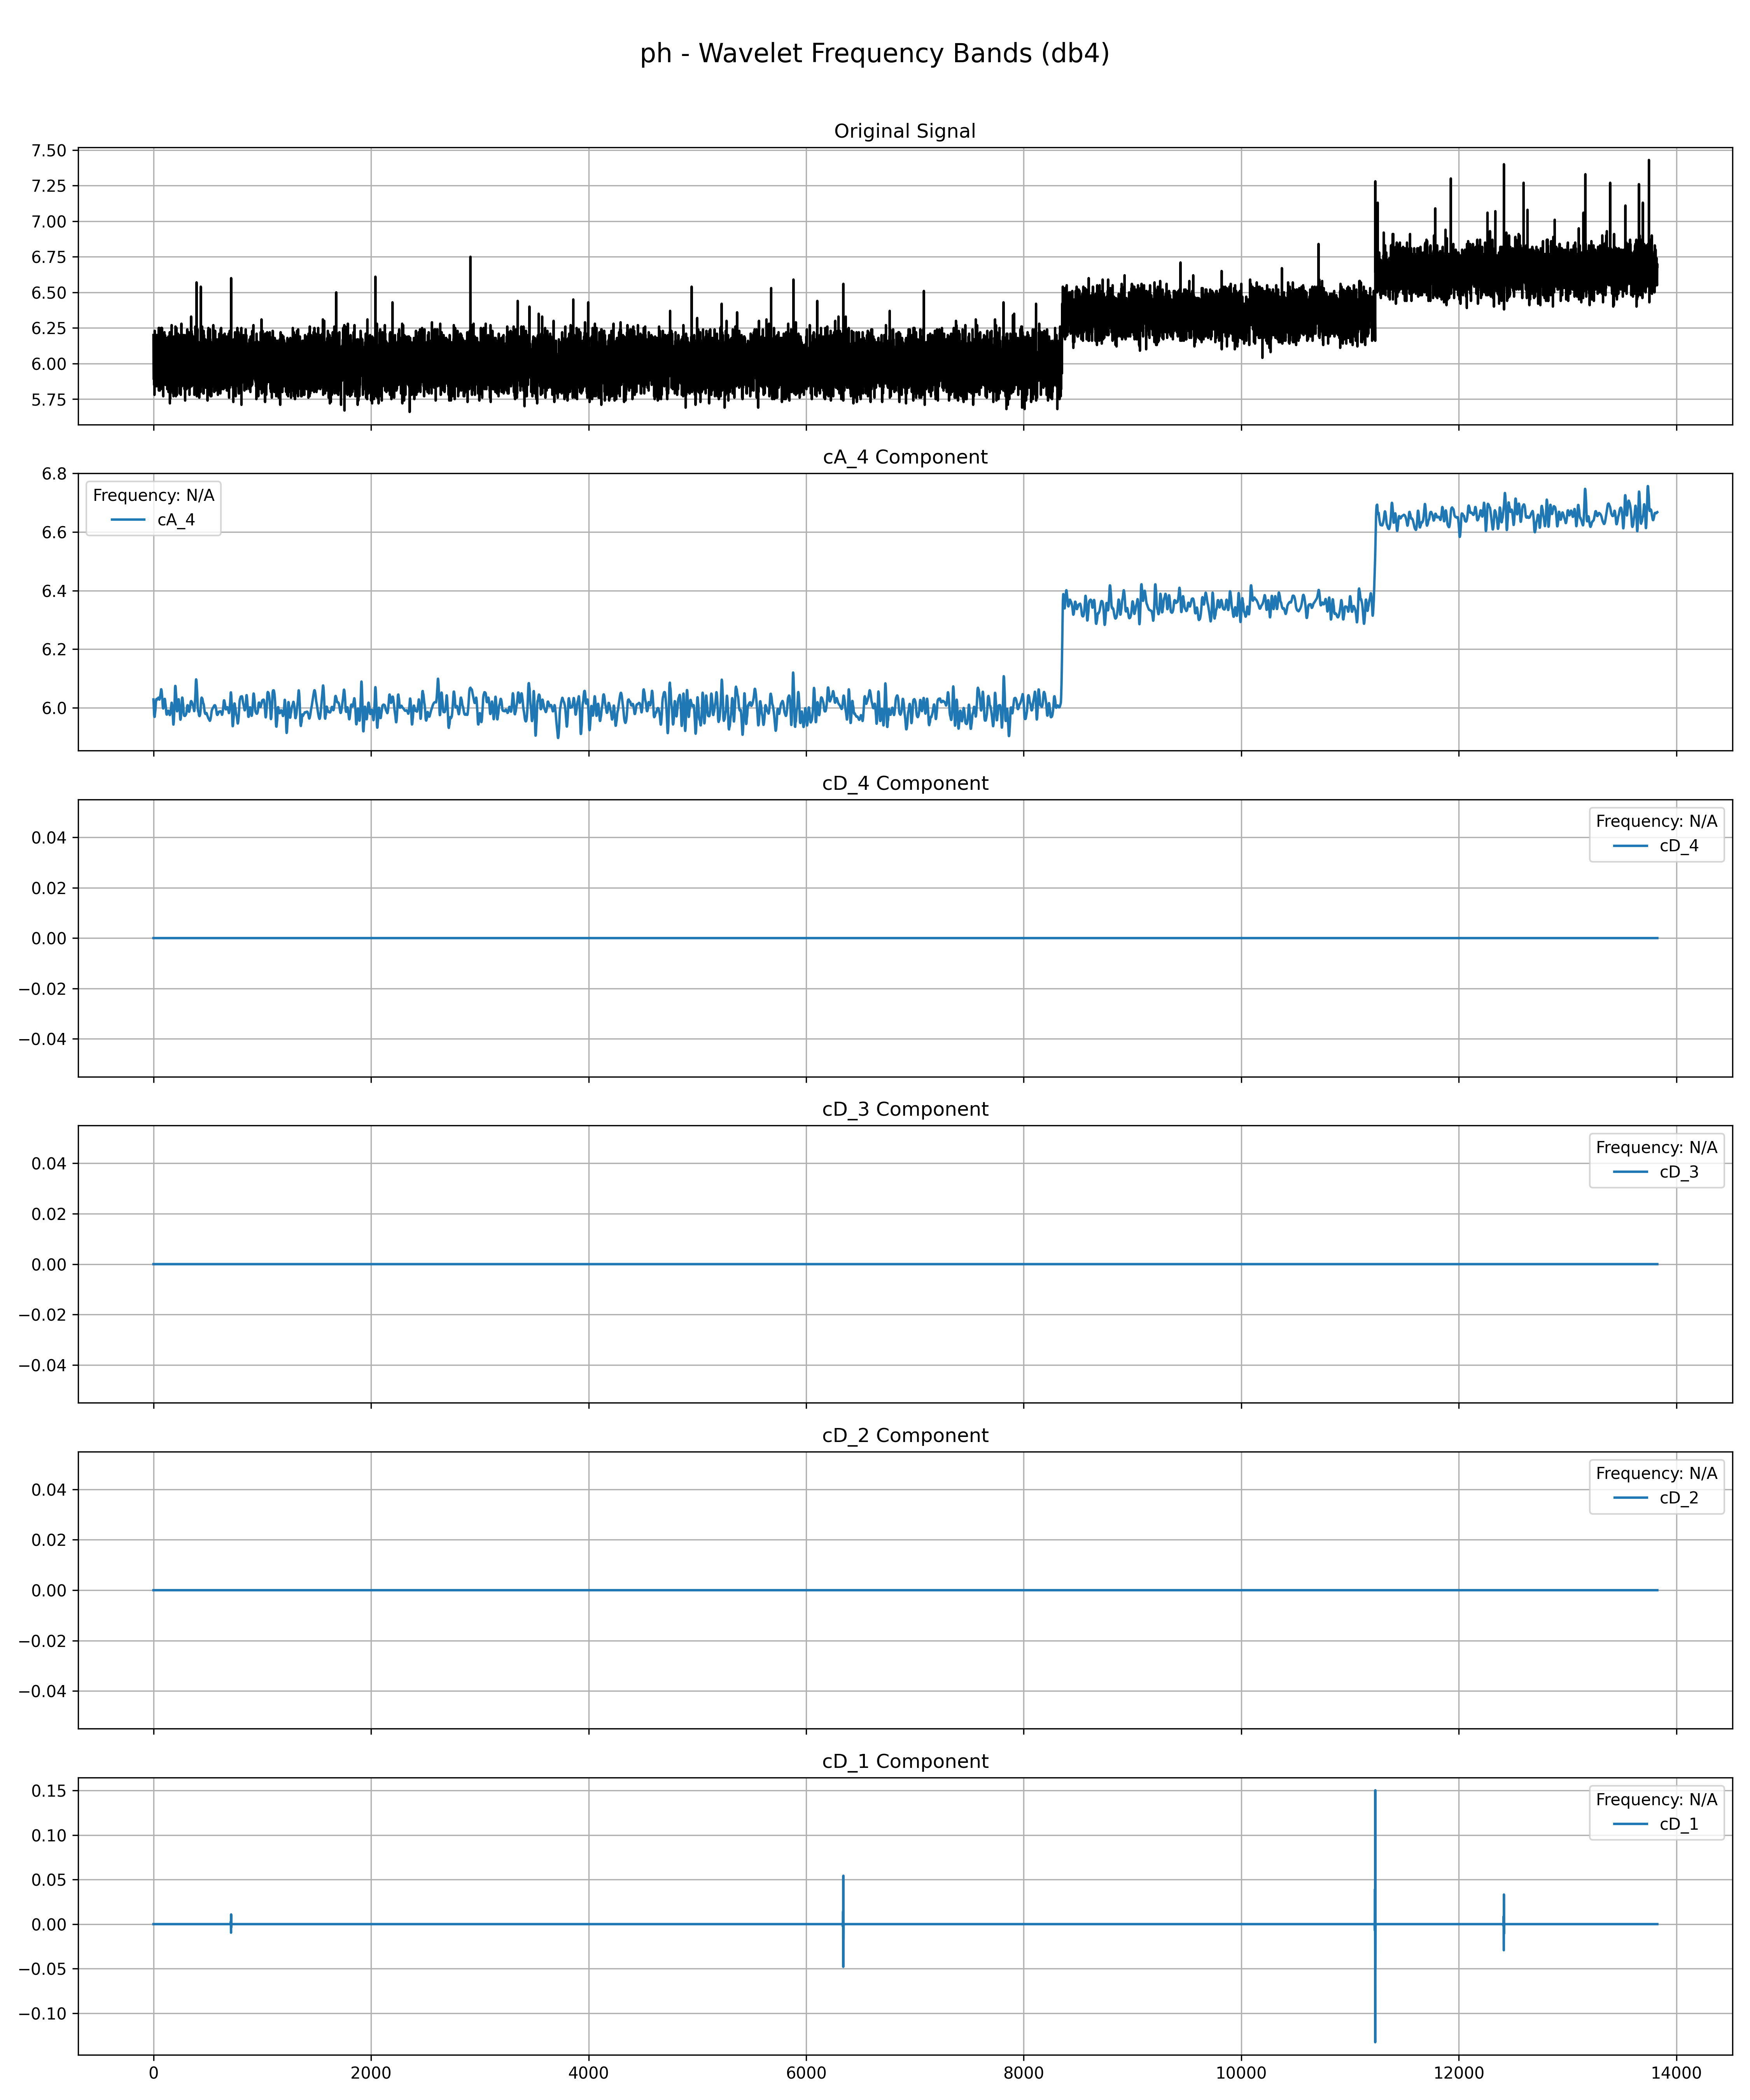 ph - Wavelet Frequency Bands (db4)
Original Signal
7.50
7.25
7.00
6.75
6.50
6.25
6.00
5.75
cA_4 Component
6.8
6.6
6.4
6.2
6.0
Frequency: N/A
cA_4
cD_4 Component
0.04
0.02
0.00
−0.02
−0.04
Frequency: N/A
cD_4
cD_3 Component
0.04
0.02
0.00
−0.02
−0.04
Frequency: N/A
cD_3
cD_2 Component
0.04
0.02
0.00
−0.02
−0.04
Frequency: N/A
cD_2
cD_1 Component
0.15
0.10
0.05
0.00
−0.05
−0.10
Frequency: N/A
cD_1
0 2000 4000 6000 8000 10000 12000 14000